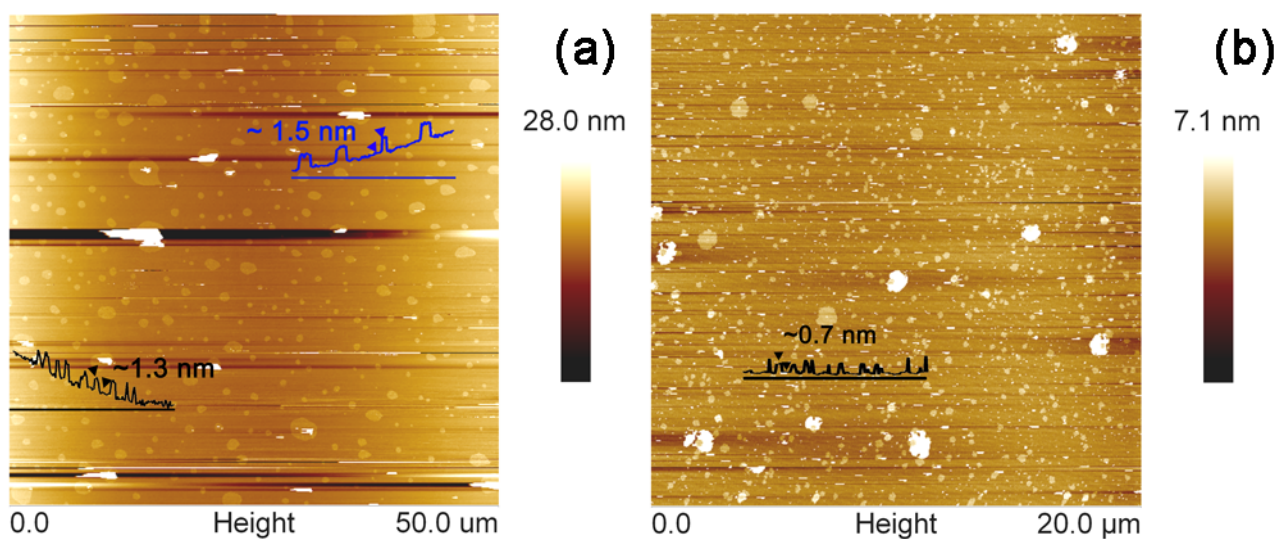 (a)
28.0 nm
~ 1.5 nm
~1.3 nm
0.0 Height 50.0 um
(b)
7.1 nm
~0.7 nm
0.0 Height 20.0 µm